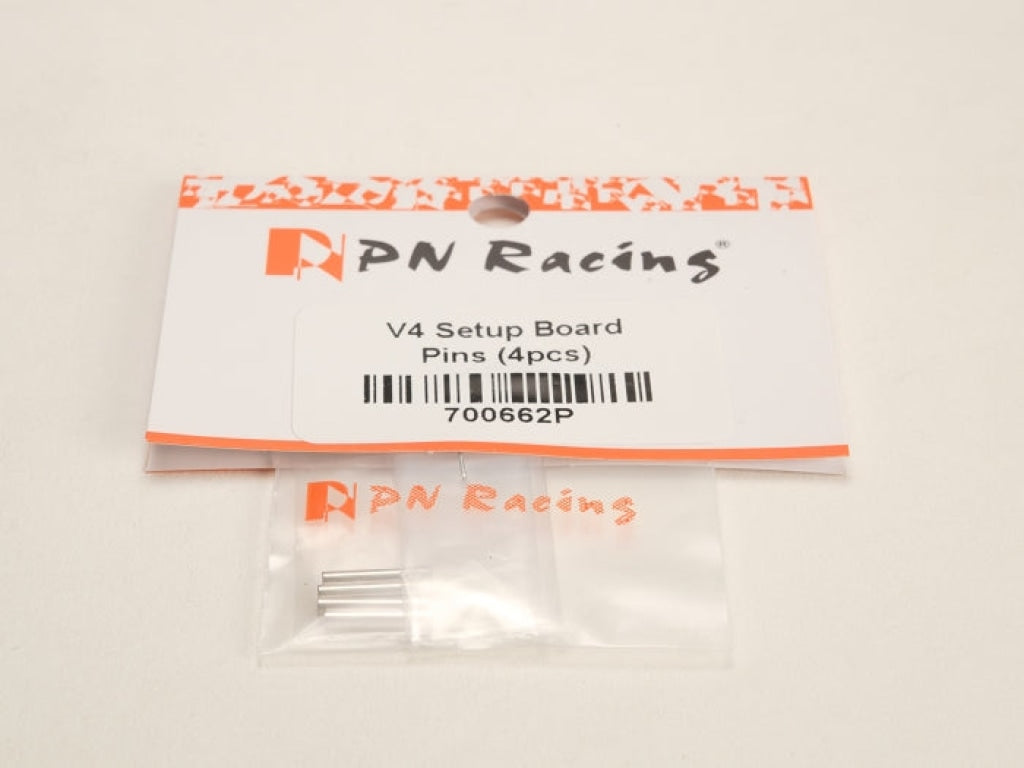 PN Racing®
V4 Setup Board
Pins (4pcs)
700662P
PN Racing